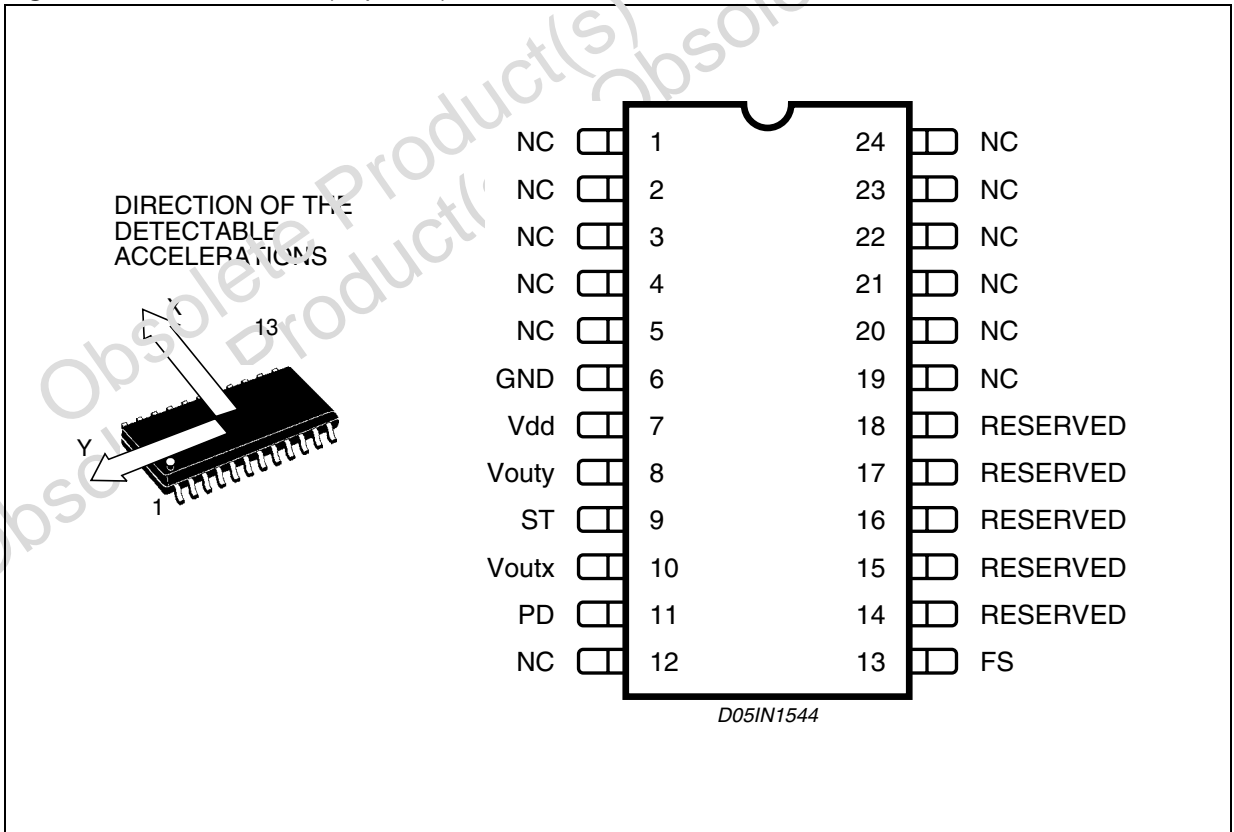 Obsolete Product(s)
Obsolete Product(s)
DIRECTION OF THE
DETECTABLE
ACCELERATIONS
X
13
Y
1
NC 1 24 NC
NC 2 23 NC
NC 3 22 NC
NC 4 21 NC
NC 5 20 NC
GND 6 19 NC
Vdd 7 18 RESERVED
Vouty 8 17 RESERVED
ST 9 16 RESERVED
Voutx 10 15 RESERVED
PD 11 14 RESERVED
NC 12 13 FS
D05IN1544